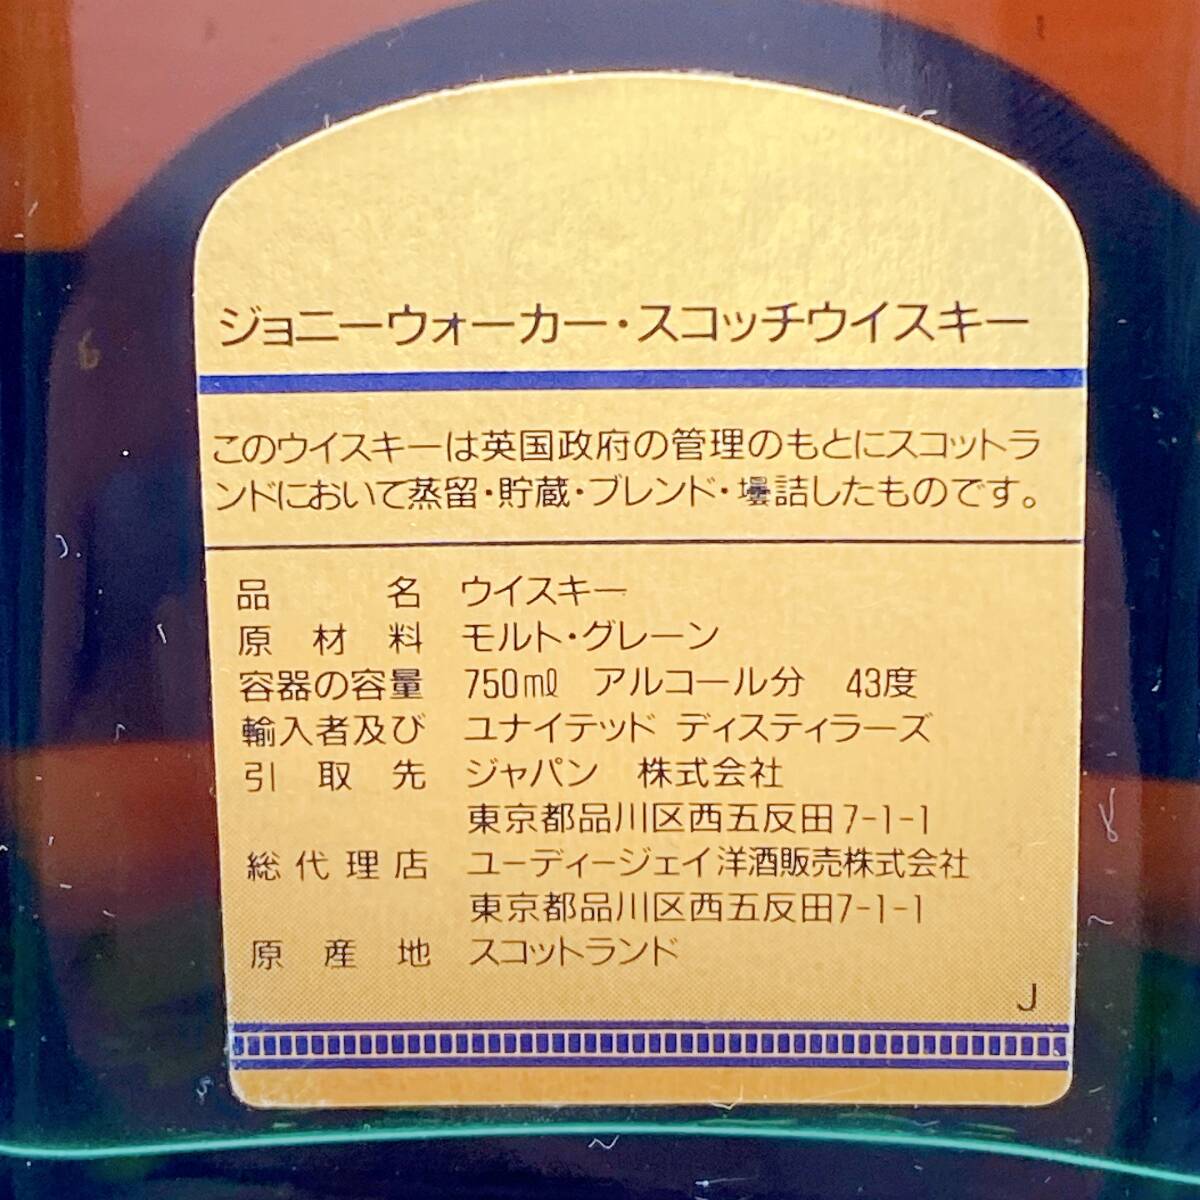 ジョニーウォーカー・スコッチウイスキー
このウイスキーは英国政府の管理のもとにスコットラ
ンドにおいて蒸留・貯蔵・ブレンド・壜詰したものです。
品名 ウイスキー
原材料 モルト・グレーン
容器の容量 750ml アルコール分 43度
輸入者及び ユナイテッド ディスティラーズ
引取先 ジャパン 株式会社
東京都品川区西五反田7-1-1
総代理店 ユーディージェイ洋酒販売株式会社
東京都品川区西五反田7-1-1
原産地 スコットランド
J